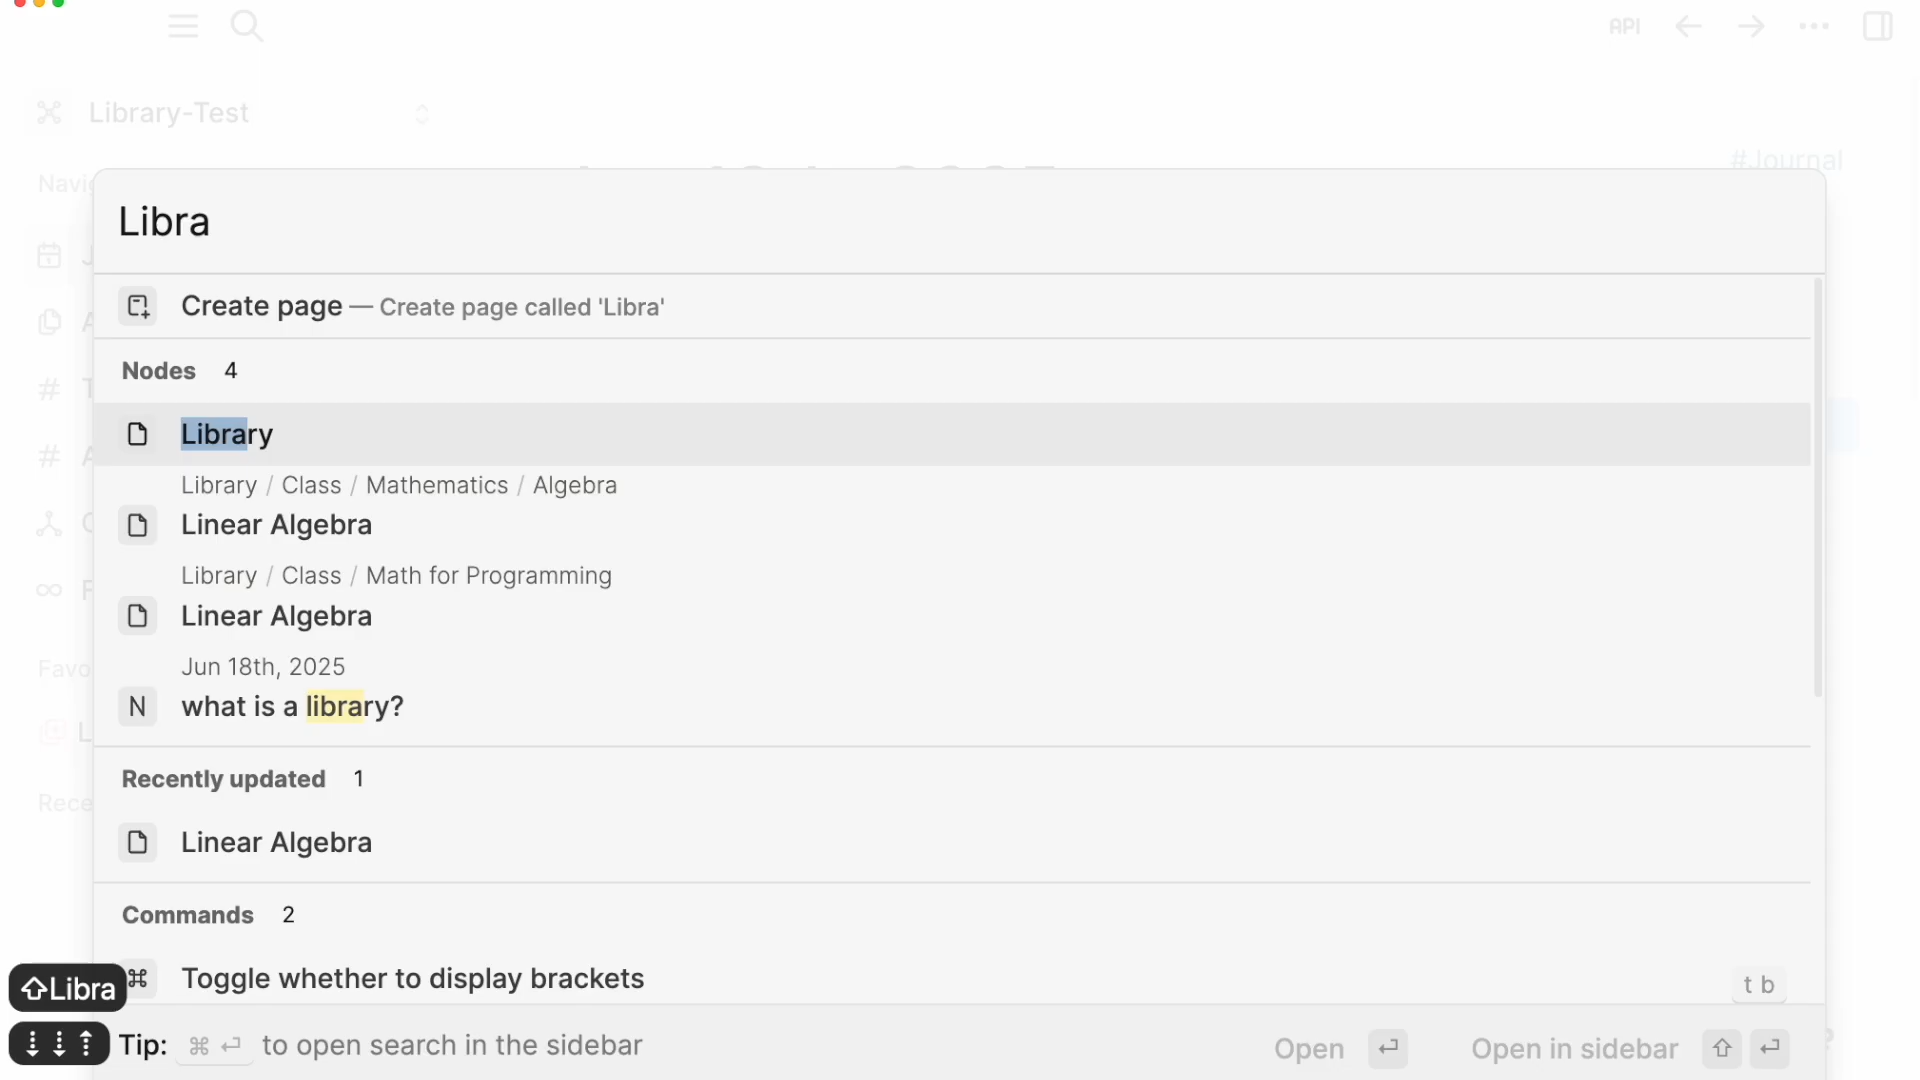 API
Library-Test
#Journal
Navig
Libra
Create page — Create page called 'Libra'
Nodes 4
Library
Library / Class / Mathematics / Algebra
Linear Algebra
Library / Class / Math for Programming
Linear Algebra
Jun 18th, 2025
N what is a library?
Favo
Recently updated 1
Rece
Linear Algebra
Commands 2
⌘ Toggle whether to display brackets t b
⇧Libra
Tip: ⌘ ⏎ to open search in the sidebar
Open ⏎ Open in sidebar ⇧ ⏎